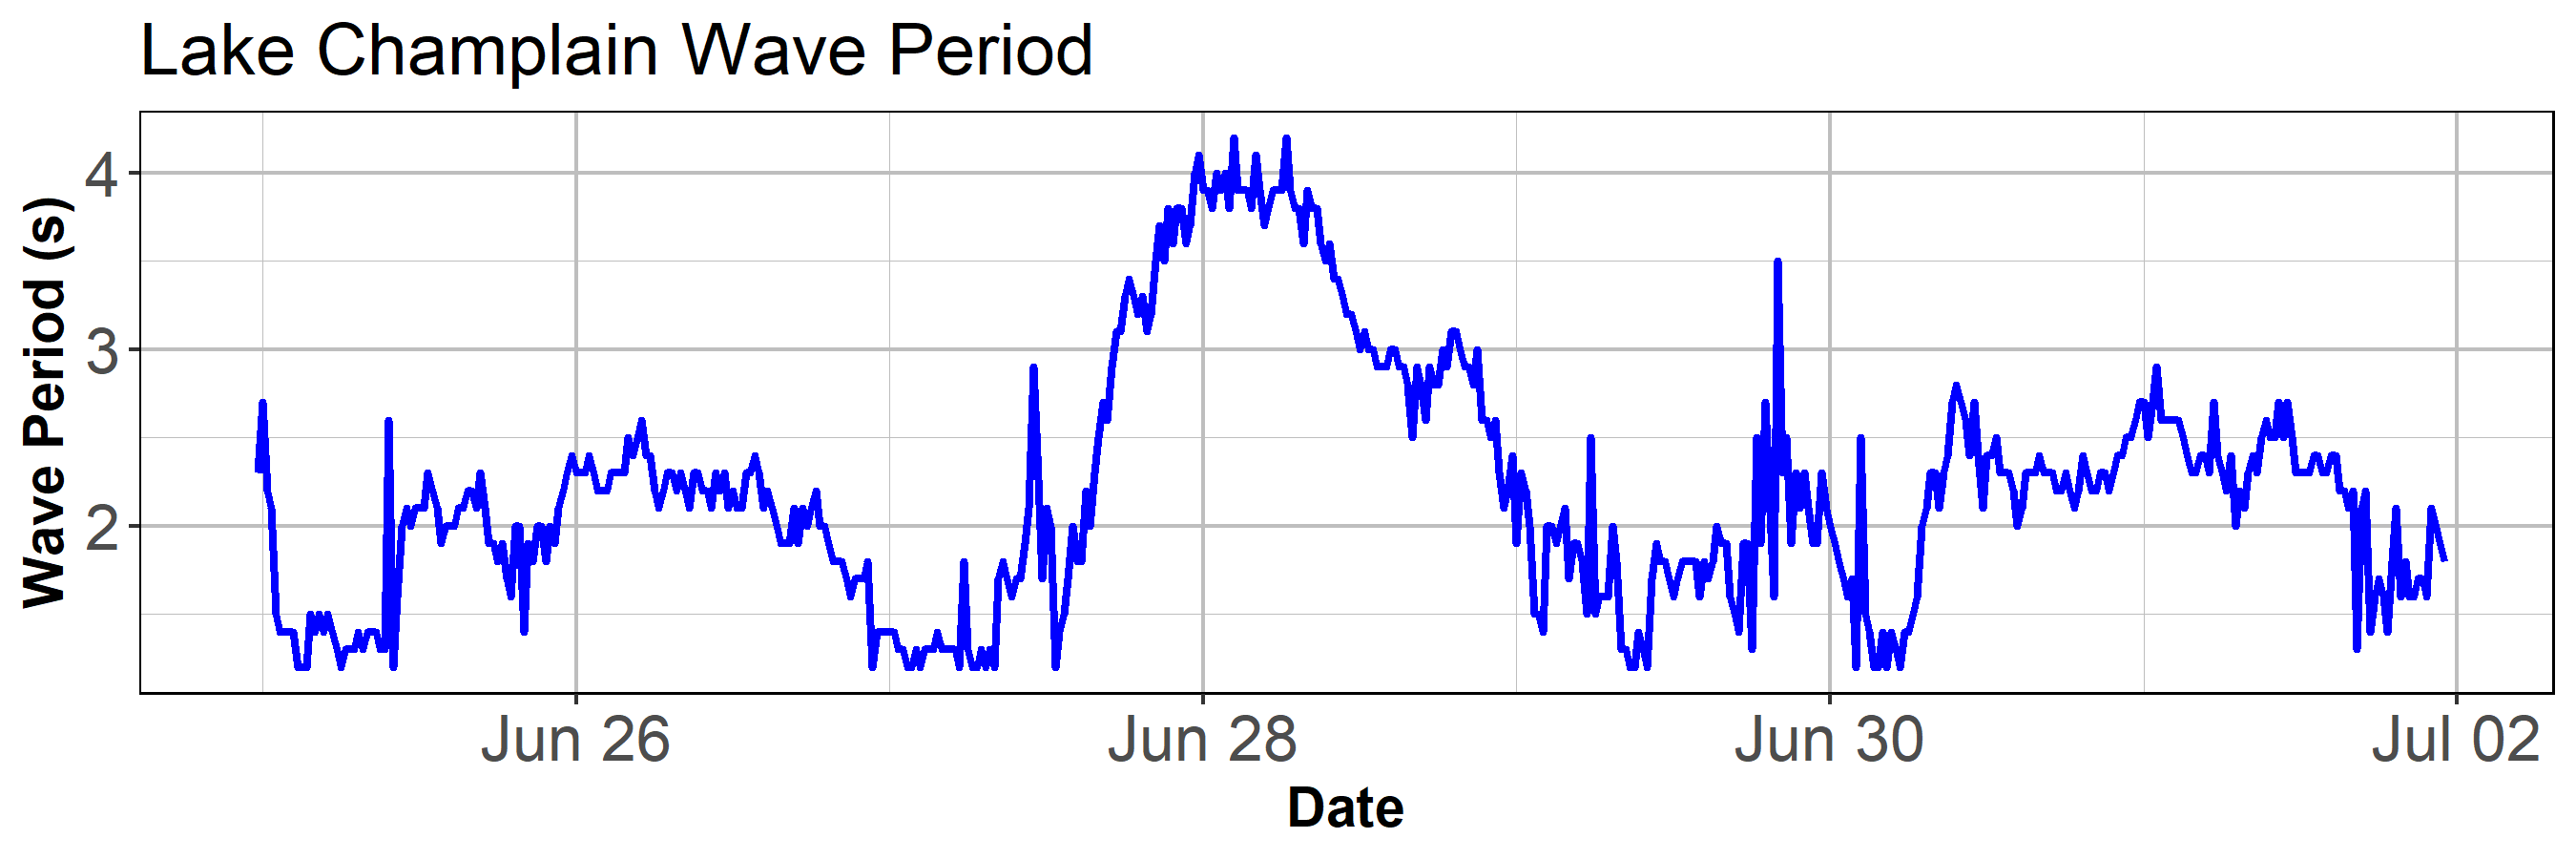 Lake Champlain Wave Period
Wave Period (s)
4
3
2
Jun 26
Jun 28
Jun 30
Jul 02
Date